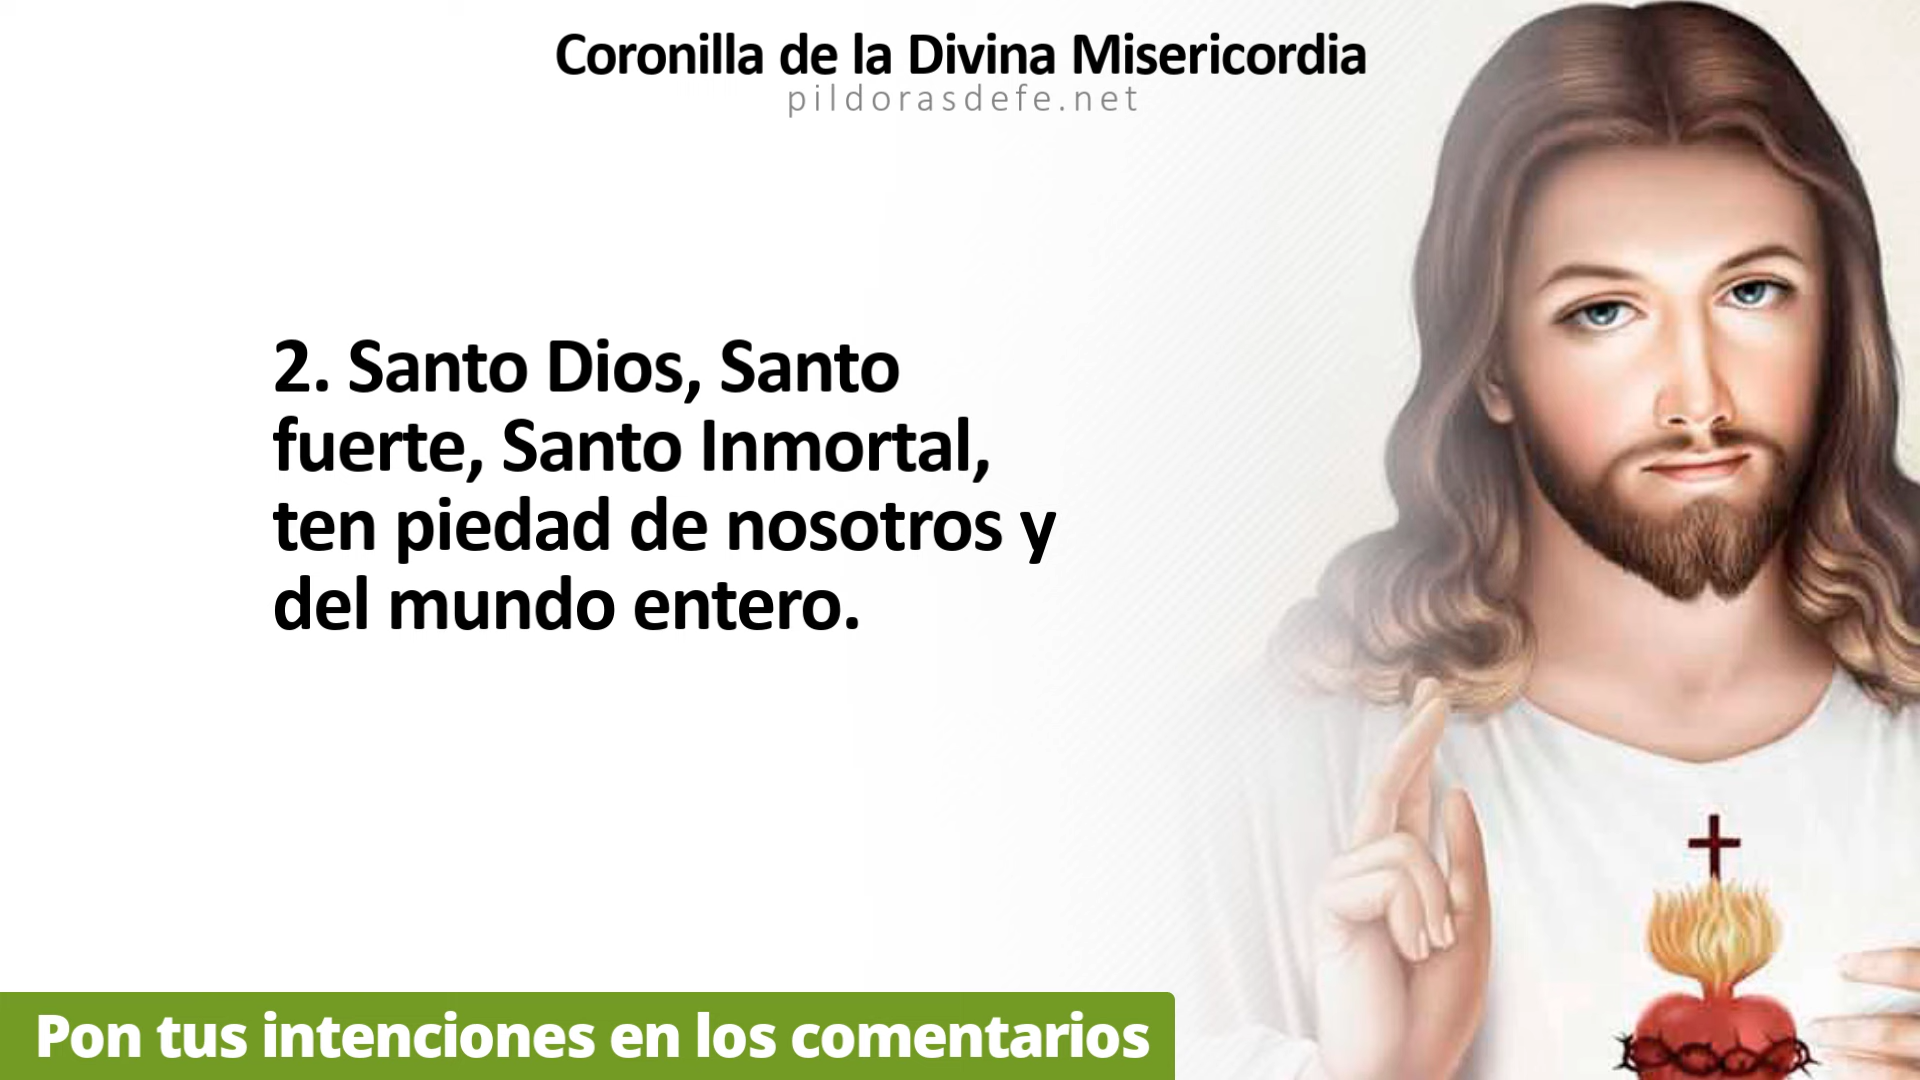 Coronilla de la Divina Misericordia
pildorasdefe.net
2. Santo Dios, Santo
fuerte, Santo Inmortal,
ten piedad de nosotros y
del mundo entero.
Pon tus intenciones en los comentarios